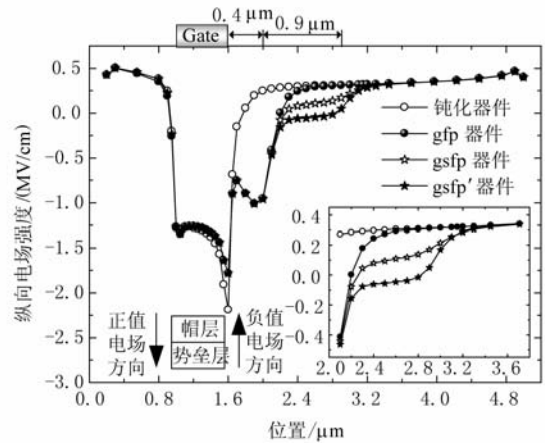 0.4 μm
Gate
0.9 μm
纵向电场强度/(MV/cm)
0.5
0.0
-0.5
-1.0
-1.5
-2.0
-2.5
-3.0
钝化器件
gfp 器件
gsfp 器件
gsfp′器件
0.4
0.2
0.0
-0.2
-0.4
2.0 2.4 2.8 3.2 3.6
正值
电场
方向
帽层
势垒层
负值
电场
方向
0.0 0.8 1.6 2.4 3.2 4.0 4.8
位置/μm